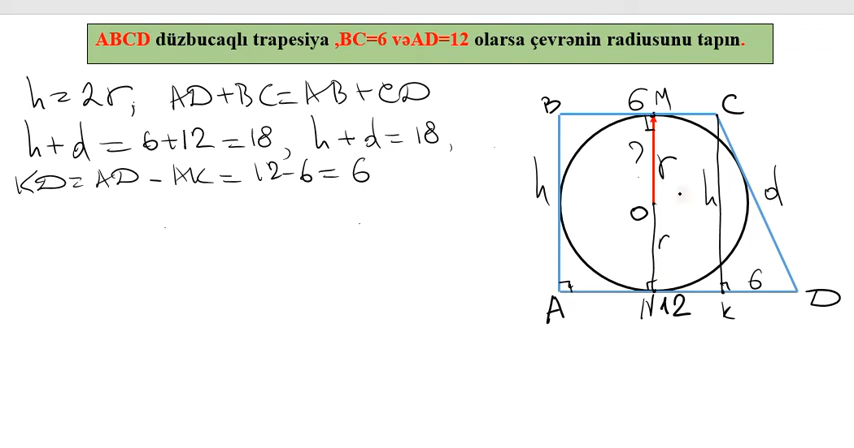 ABCD düzbucaqlı trapesiya ,BC=6 vəAD=12 olarsa çevrənin radiusunu tapın.
h=2r, AD+BC=AB+CD
h+d=6+12=18, h+d=18,
KD=AD-AK=12-6=6
B 6 M C
? r
h h d
O
r
6
A N 12 K D